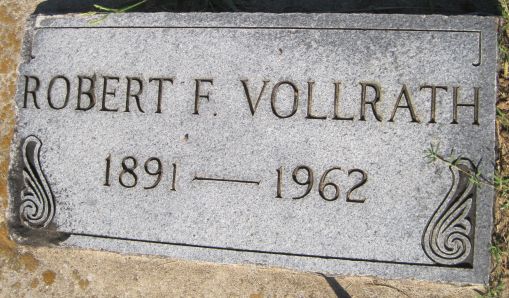 ROBERT F. VOLLRATH
1891 — 1962